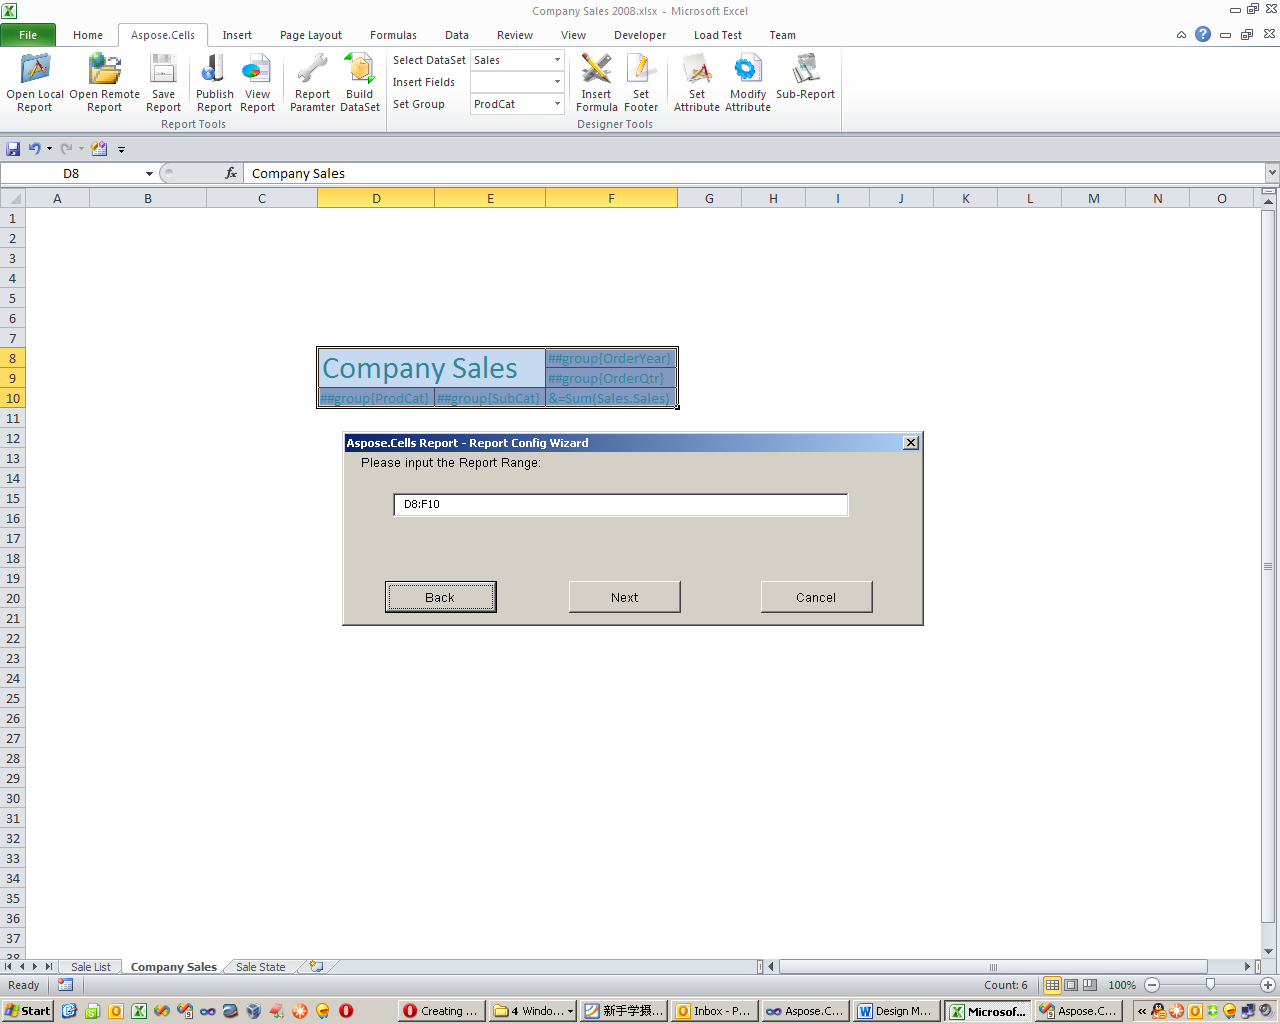 Company Sales 2008.xlsx - Microsoft Excel
File Home Aspose.Cells Insert Page Layout Formulas Data Review View Developer Load Test Team
Open Local Report
Open Remote Report
Save Report
Publish Report
View Report
Report Paramter
Build DataSet
Report Tools
Select DataSet Sales
Insert Fields
Set Group ProdCat
Insert Formula
Set Footer
Set Attribute
Modify Attribute
Sub-Report
Designer Tools
D8 fx Company Sales
A B C D E F G H I J K L M N O
1
2
3
4
5
6
7
8
9
10
11
12
13
14
15
16
17
18
19
20
21
22
23
24
25
26
27
28
29
30
31
32
33
34
35
36
37
38
Company Sales
##group{OrderYear}
##group{OrderQtr}
##group{ProdCat} ##group{SubCat} &=Sum(Sales.Sales)
Aspose.Cells Report - Report Config Wizard
Please input the Report Range:
D8:F10
Back Next Cancel
Sale List Company Sales Sale State
Ready Count: 6 100%
Start Creating ... 4 Windo... 新手学摄... Inbox - P... Aspose.C... Design M... Microsof... Aspose.C...